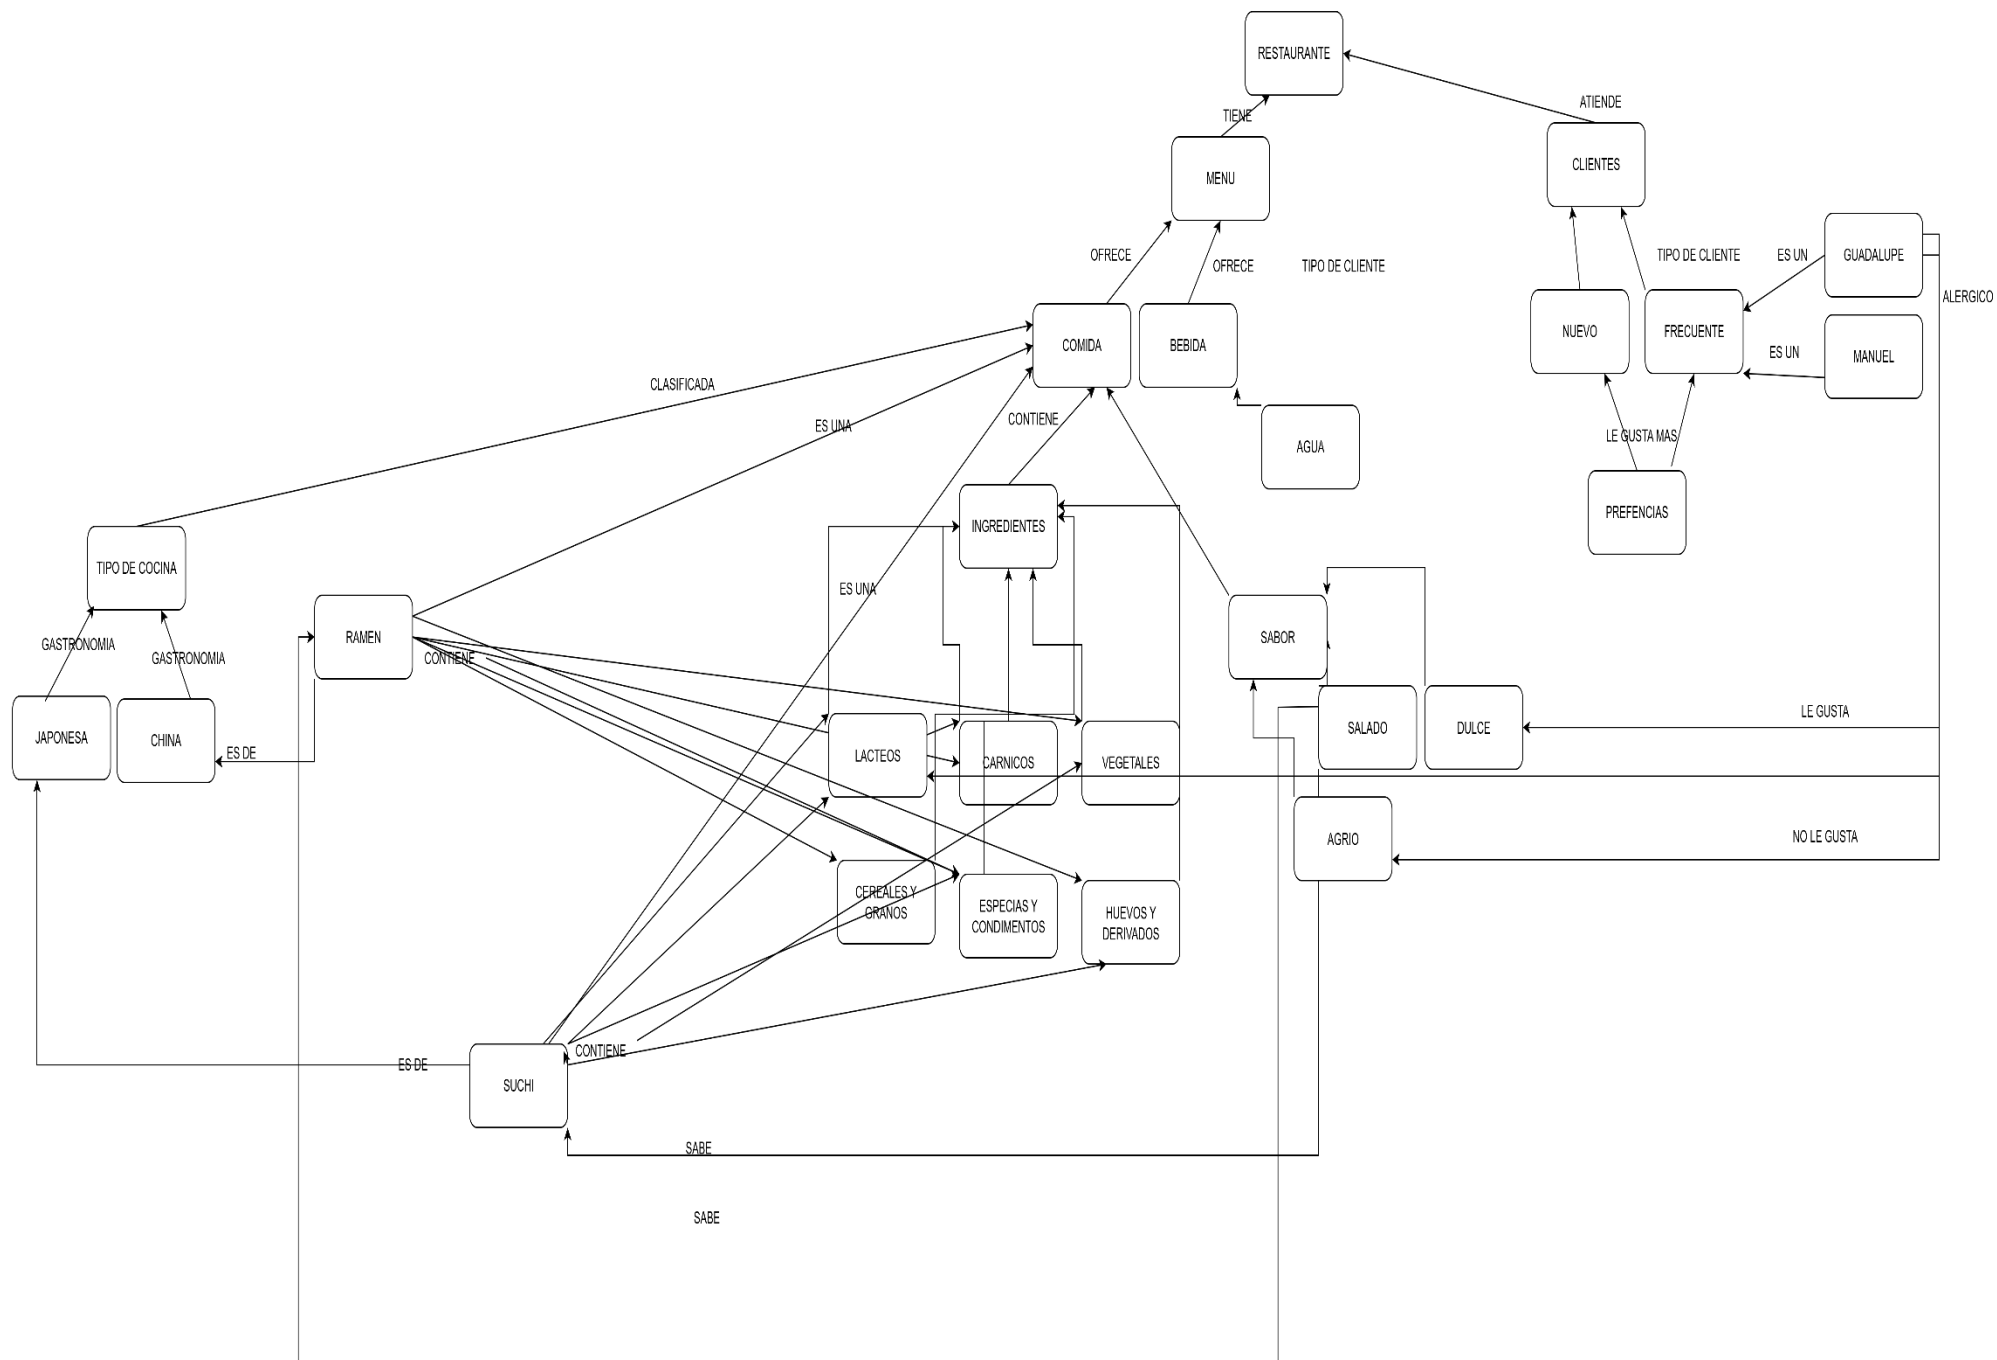 RESTAURANTE
ATIENDE
TIENE
CLIENTES
MENU
OFRECE
OFRECE
TIPO DE CLIENTE
TIPO DE CLIENTE
ES UN
GUADALUPE
ALERGICO
COMIDA
BEBIDA
NUEVO
FRECUENTE
ES UN
MANUEL
CLASIFICADA
ES UNA
CONTIENE
AGUA
LE GUSTA MAS
PREFENCIAS
INGREDIENTES
TIPO DE COCINA
ES UNA
RAMEN
SABOR
GASTRONOMIA
GASTRONOMIA
CONTIENE
JAPONESA
CHINA
ES DE
LACTEOS
CARNICOS
VEGETALES
SALADO
DULCE
LE GUSTA
AGRIO
NO LE GUSTA
CEREALES Y
GRANOS
ESPECIAS Y
CONDIMENTOS
HUEVOS Y
DERIVADOS
CONTIENE
ES DE
SUCHI
SABE
SABE